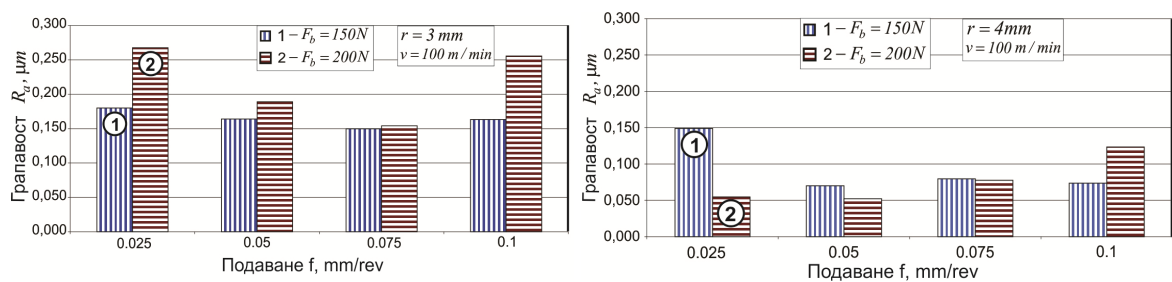 Грапавост Ra, μm
0,300
0,250
0,200
0,150
0,100
0,050
0,000
1 – Fb = 150N
2 – Fb = 200N
r = 3 mm
v = 100 m / min
1
2
0.025
0.05
0.075
0.1
Подаване f, mm/rev
Грапавост Ra, μm
0,300
0,250
0,200
0,150
0,100
0,050
0,000
1 – Fb = 150N
2 – Fb = 200N
r = 4mm
v = 100 m / min
1
2
0.025
0.05
0.075
0.1
Подаване f, mm/rev